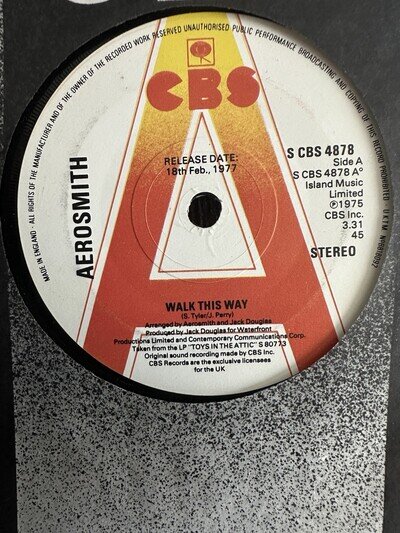 ALL RIGHTS OF THE MANUFACTURER AND OF THE OWNER OF THE RECORDED WORK RESERVED UNAUTHORISED PUBLIC PERFORMANCE BROADCASTING AND COPYING OF THIS RECORD PROHIBITED
MADE IN ENGLAND
CBS
AEROSMITH
RELEASE DATE:
18th Feb., 1977
S CBS 4878
Side A
S CBS 4878 A°
Island Music
Limited
℗1975
CBS Inc.
3.31
45
STEREO
WALK THIS WAY
(S. Tyler/J. Perry)
Arranged by Aerosmith and Jack Douglas
Produced by Jack Douglas for Waterfront
Productions Limited and Contemporary Communications Corp.
Taken from the LP "TOYS IN THE ATTIC" S 80773
Original sound recording made by CBS Inc.
CBS Records are the exclusive licensees
for the UK